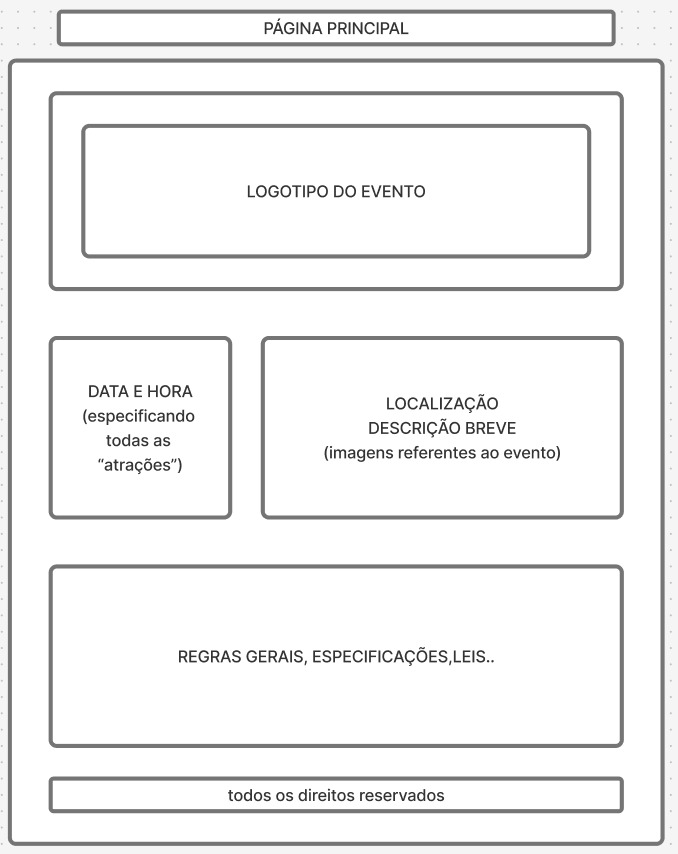 PÁGINA PRINCIPAL
LOGOTIPO DO EVENTO
DATA E HORA
(especificando
todas as
“atrações”)
LOCALIZAÇÃO
DESCRIÇÃO BREVE
(imagens referentes ao evento)
REGRAS GERAIS, ESPECIFICAÇÕES,LEIS..
todos os direitos reservados